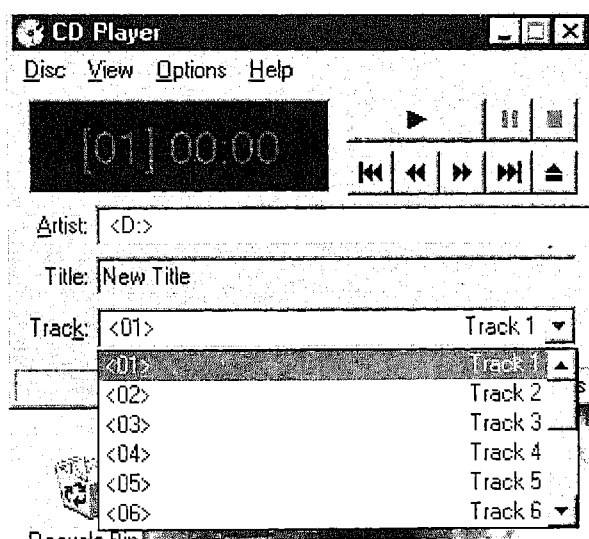 CD Player
Disc View Options Help
[01] 00:00
Artist: <D:>
Title: New Title
Track: <01> Track 1
<01> Track 1
<02> Track 2
<03> Track 3
<04> Track 4
<05> Track 5
<06> Track 6